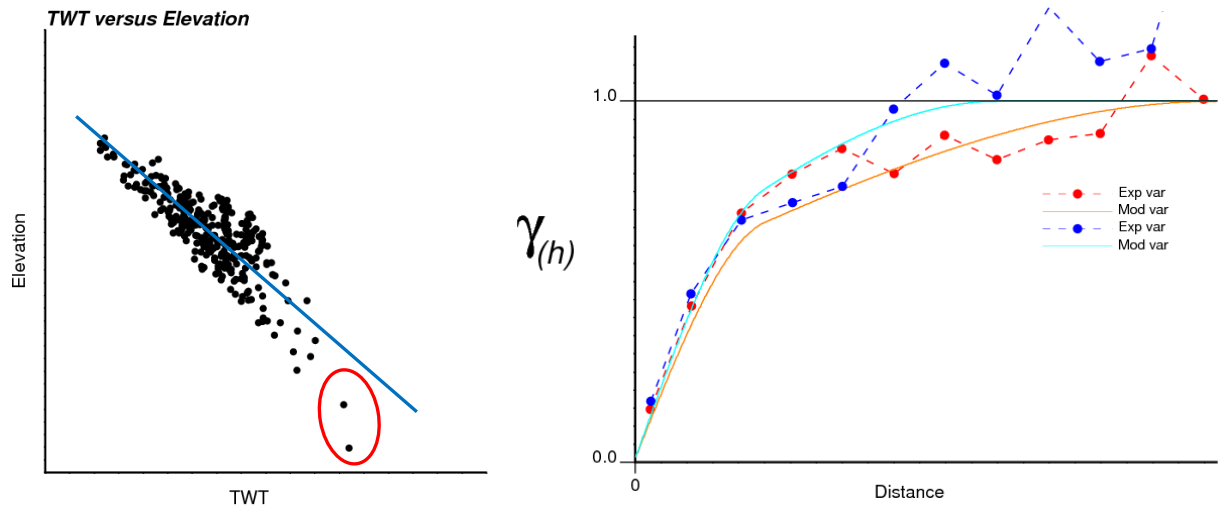 TWT versus Elevation
Elevation
TWT
γ(h)
1.0
0.0
0
Distance
Exp var
Mod var
Exp var
Mod var